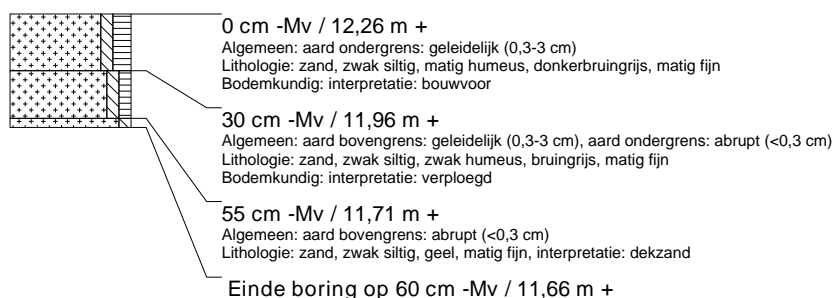 0 cm -Mv / 12,26 m +
Algemeen: aard ondergrens: geleidelijk (0,3-3 cm)
Lithologie: zand, zwak siltig, matig humeus, donkerbruingrijs, matig fijn
Bodemkundig: interpretatie: bouwvoor
30 cm -Mv / 11,96 m +
Algemeen: aard bovengrens: geleidelijk (0,3-3 cm), aard ondergrens: abrupt (<0,3 cm)
Lithologie: zand, zwak siltig, zwak humeus, bruingrijs, matig fijn
Bodemkundig: interpretatie: verploegd
55 cm -Mv / 11,71 m +
Algemeen: aard bovengrens: abrupt (<0,3 cm)
Lithologie: zand, zwak siltig, geel, matig fijn, interpretatie: dekzand
Einde boring op 60 cm -Mv / 11,66 m +